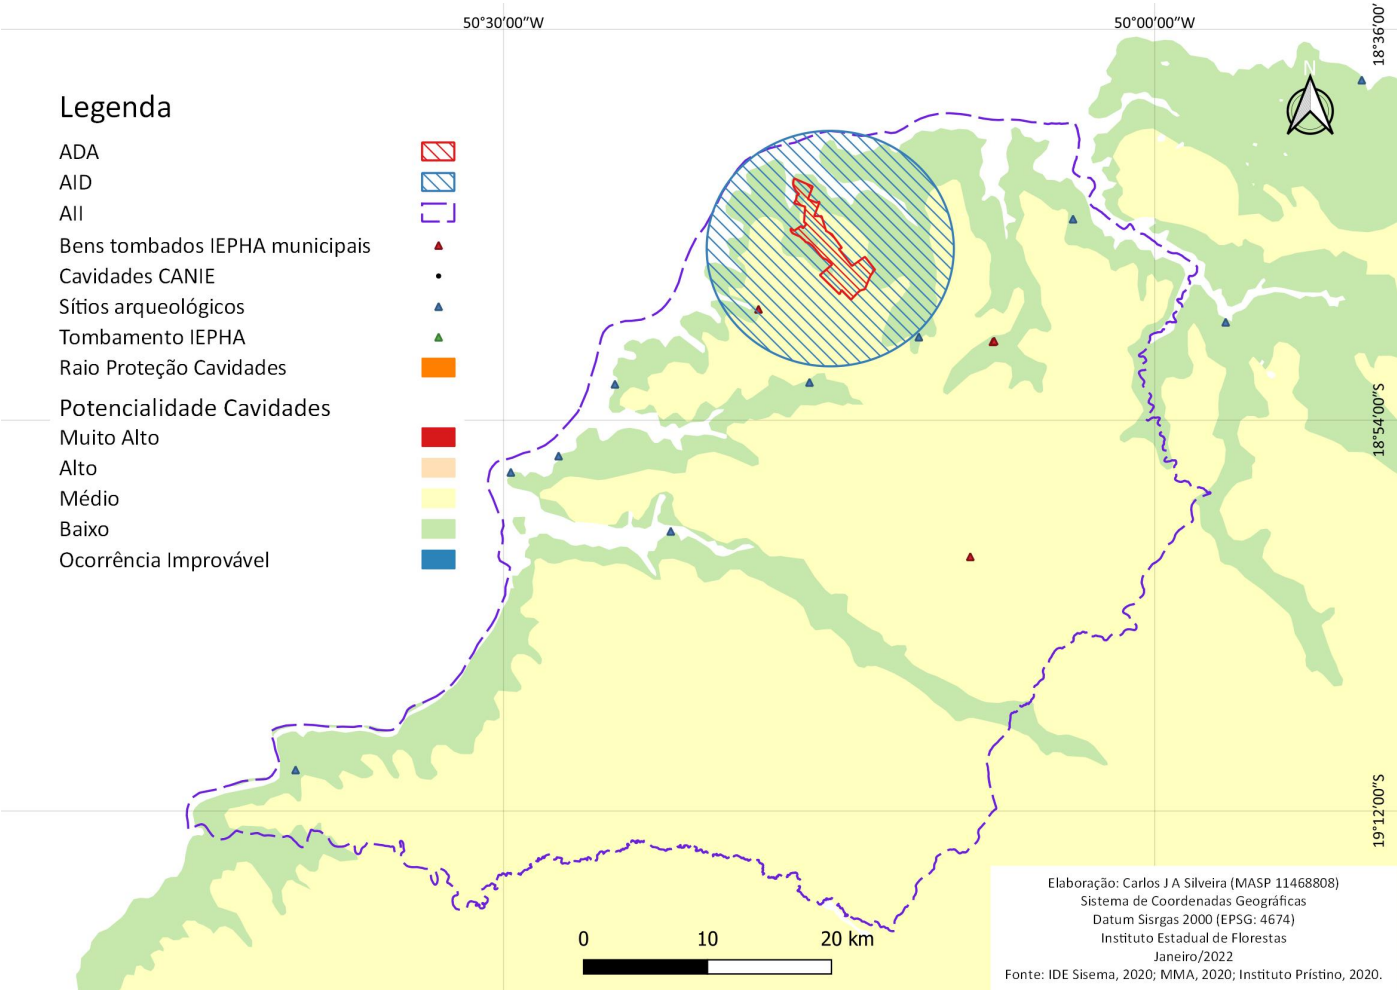 50°30′00″W
50°00′00″W
18°36′00′
N
Legenda
ADA
AID
AII
Bens tombados IEPHA municipais
Cavidades CANIE
Sítios arqueológicos
Tombamento IEPHA
Raio Proteção Cavidades
Potencialidade Cavidades
Muito Alto
Alto
Médio
Baixo
Ocorrência Improvável
18°54′00″S
19°12′00″S
0 10 20 km
Elaboração: Carlos J A Silveira (MASP 11468808)
Sistema de Coordenadas Geográficas
Datum Sisrgas 2000 (EPSG: 4674)
Instituto Estadual de Florestas
Janeiro/2022
Fonte: IDE Sisema, 2020; MMA, 2020; Instituto Prístino, 2020.